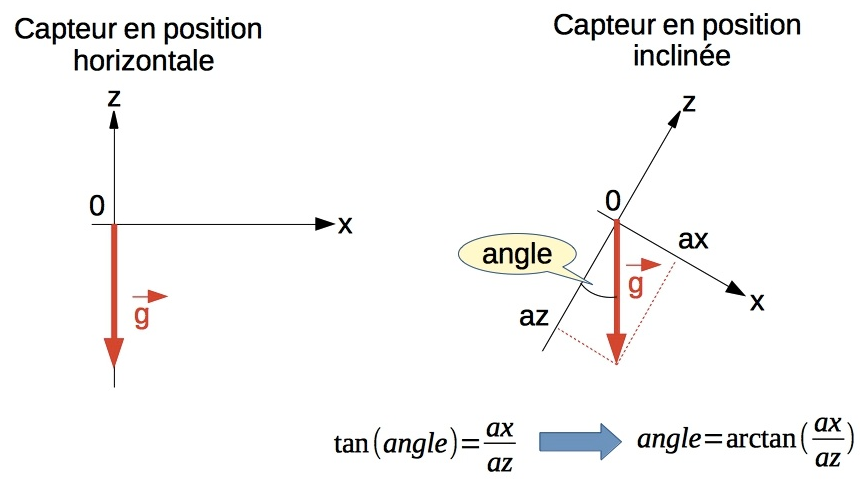 Capteur en position
horizontale
z
0
x
g
Capteur en position
inclinée
z
0
ax
angle
g
x
az
tan(angle)=ax/az
angle=arctan(ax/az)